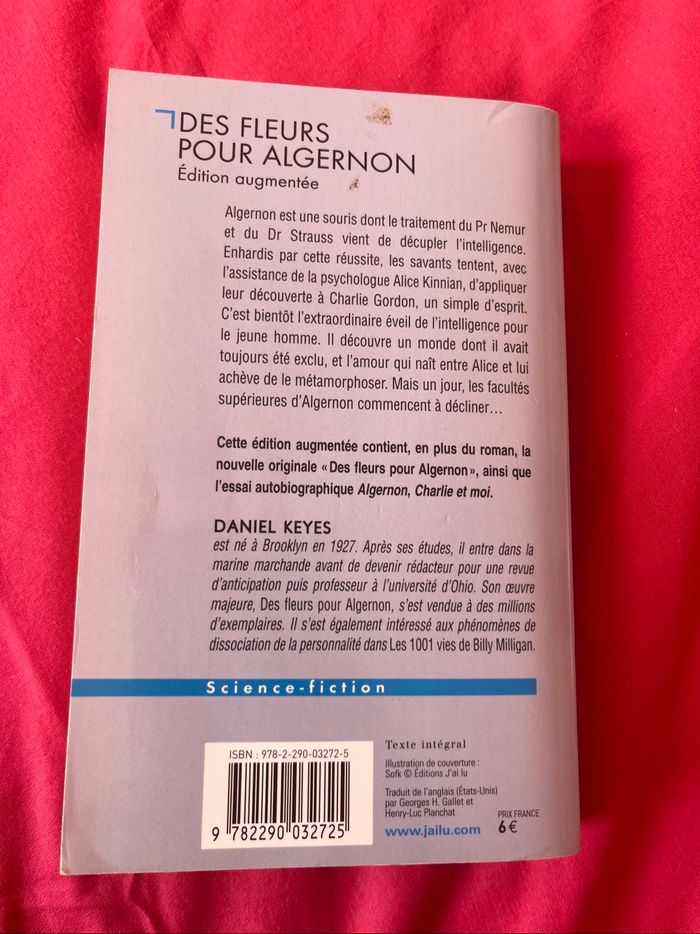 DES FLEURS
POUR ALGERNON
Édition augmentée
Algernon est une souris dont le traitement du Pr Nemur
et du Dr Strauss vient de décupler l'intelligence.
Enhardis par cette réussite, les savants tentent, avec
l'assistance de la psychologue Alice Kinnian, d'appliquer
leur découverte à Charlie Gordon, un simple d'esprit.
C'est bientôt l'extraordinaire éveil de l'intelligence pour
le jeune homme. Il découvre un monde dont il avait
toujours été exclu, et l'amour qui naît entre Alice et lui
achève de le métamorphoser. Mais un jour, les facultés
supérieures d'Algernon commencent à décliner…
Cette édition augmentée contient, en plus du roman, la
nouvelle originale «Des fleurs pour Algernon», ainsi que
l'essai autobiographique Algernon, Charlie et moi.
DANIEL KEYES
est né à Brooklyn en 1927. Après ses études, il entre dans la
marine marchande avant de devenir rédacteur pour une revue
d'anticipation puis professeur à l'université d'Ohio. Son œuvre
majeure, Des fleurs pour Algernon, s'est vendue à des millions
d'exemplaires. Il s'est également intéressé aux phénomènes de
dissociation de la personnalité dans Les 1001 vies de Billy Milligan.
Science-fiction
ISBN : 978-2-290-03272-5
9 782290 032725
Texte intégral
Illustration de couverture :
Sofk © Éditions J'ai lu
Traduit de l'anglais (États-Unis)
par Georges H. Gallet et
Henry-Luc Planchat
www.jailu.com
PRIX FRANCE
6 €